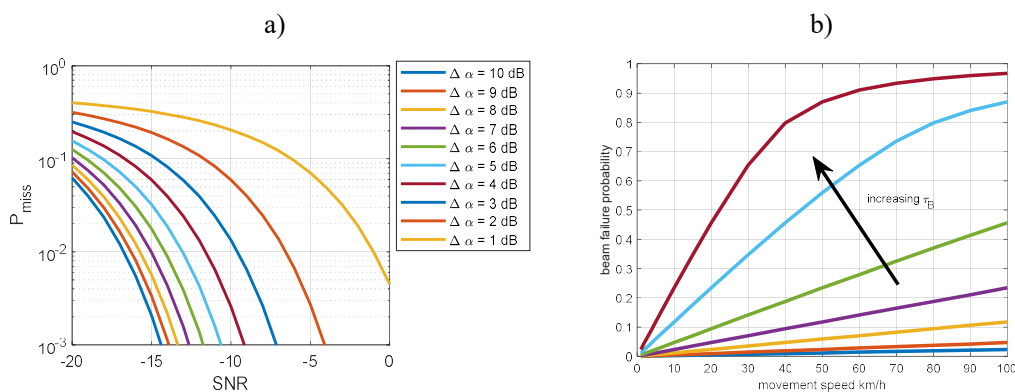 a)
b)
10^0
10^-1
10^-2
10^-3
P_miss
-20
-15
-10
-5
0
SNR
Δ α = 10 dB
Δ α = 9 dB
Δ α = 8 dB
Δ α = 7 dB
Δ α = 6 dB
Δ α = 5 dB
Δ α = 4 dB
Δ α = 3 dB
Δ α = 2 dB
Δ α = 1 dB
1
0.9
0.8
0.7
0.6
0.5
0.4
0.3
0.2
0.1
0
beam failure probability
increasing τ_B
0 10 20 30 40 50 60 70 80 90 100
movement speed km/h